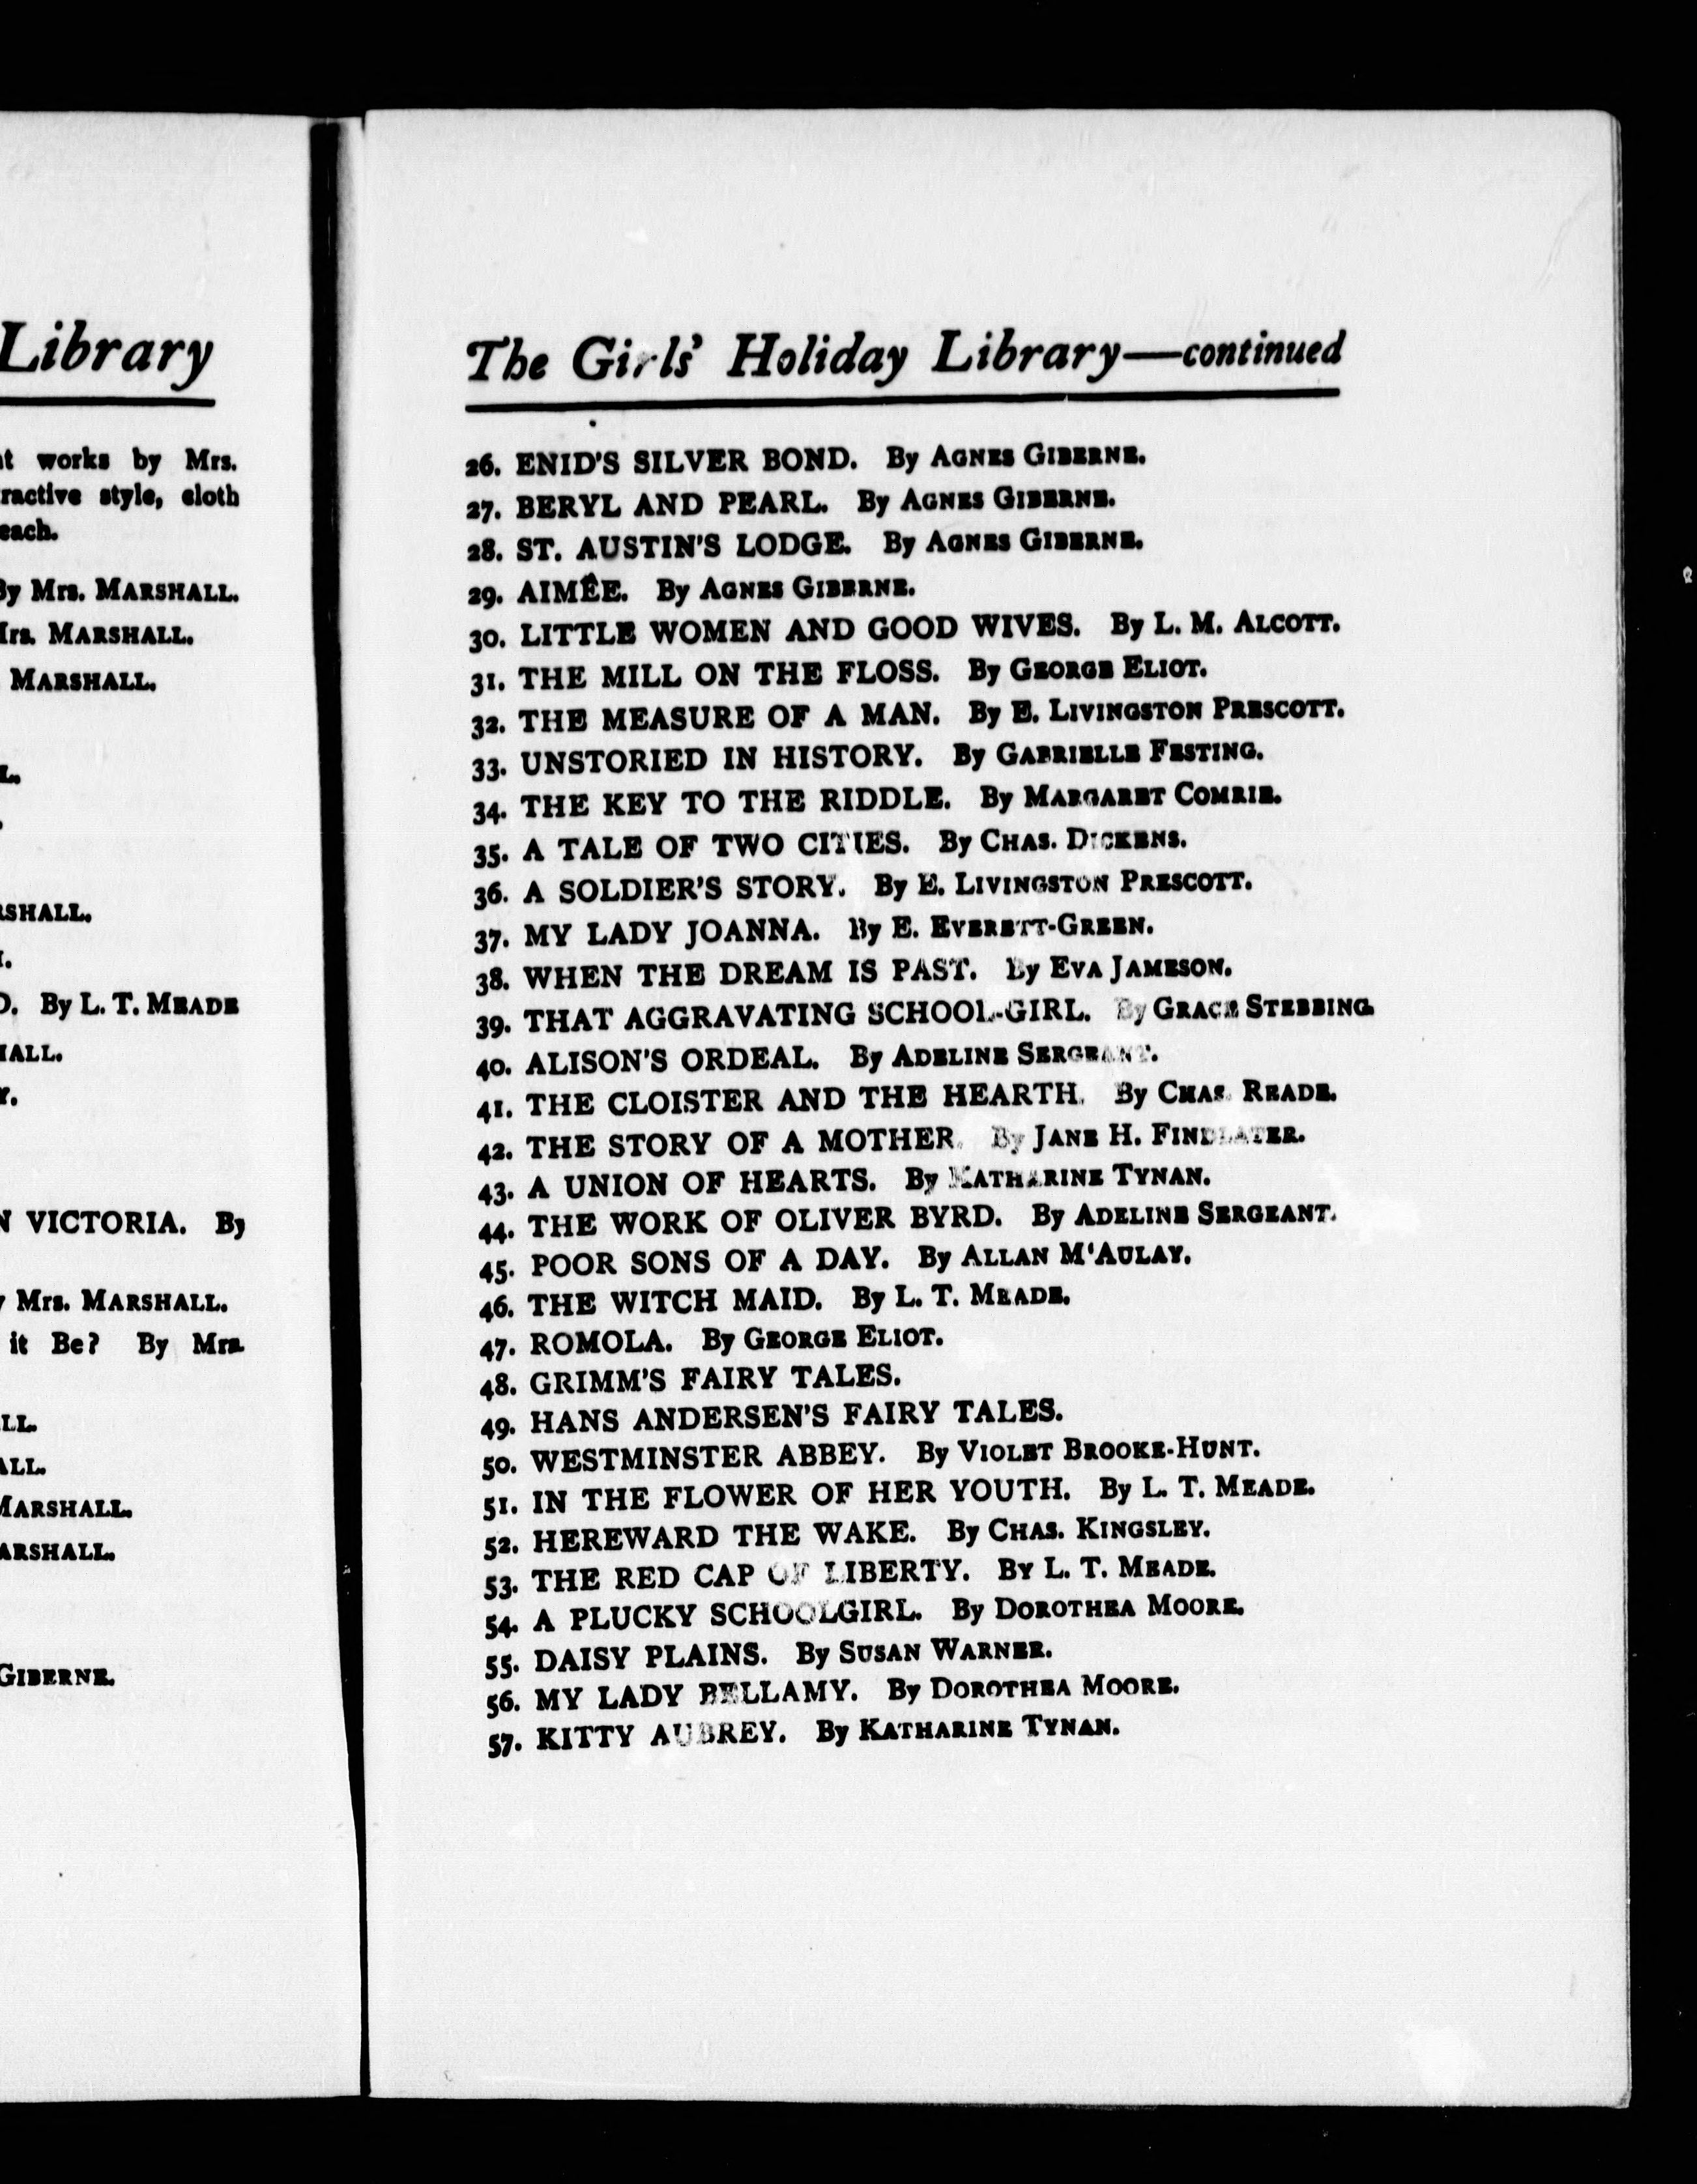 Library
works by Mrs.
style, cloth
each.
By Mrs. MARSHALL.
Mrs. MARSHALL.
MARSHALL.
By L. T. MEADE
VICTORIA. By
Mrs. MARSHALL.
it Be? By Mrs.
MARSHALL.
GIBERNE.
The Girls' Holiday Library—continued
26. ENID'S SILVER BOND. By AGNES GIBERNE.
27. BERYL AND PEARL. By AGNES GIBERNE.
28. ST. AUSTIN'S LODGE. By AGNES GIBERNE.
29. AIMÉE. By AGNES GIBERNE.
30. LITTLE WOMEN AND GOOD WIVES. By L. M. ALCOTT.
31. THE MILL ON THE FLOSS. By GEORGE ELIOT.
32. THE MEASURE OF A MAN. By E. LIVINGSTON PRESCOTT.
33. UNSTORIED IN HISTORY. By GABRIELLE FESTING.
34. THE KEY TO THE RIDDLE. By MARGARET COMRIE.
35. A TALE OF TWO CITIES. By CHAS. DICKENS.
36. A SOLDIER'S STORY. By E. LIVINGSTON PRESCOTT.
37. MY LADY JOANNA. By E. EVERETT-GREEN.
38. WHEN THE DREAM IS PAST. By EVA JAMESON.
39. THAT AGGRAVATING SCHOOL-GIRL. By GRACE STEBBING.
40. ALISON'S ORDEAL. By ADELINE SERGEANT.
41. THE CLOISTER AND THE HEARTH. By CHAS. READE.
42. THE STORY OF A MOTHER. By JANE H. FINDLATER.
43. A UNION OF HEARTS. By KATHARINE TYNAN.
44. THE WORK OF OLIVER BYRD. By ADELINE SERGEANT.
45. POOR SONS OF A DAY. By ALLAN M'AULAY.
46. THE WITCH MAID. By L. T. MEADE.
47. ROMOLA. By GEORGE ELIOT.
48. GRIMM'S FAIRY TALES.
49. HANS ANDERSEN'S FAIRY TALES.
50. WESTMINSTER ABBEY. By VIOLET BROOKE-HUNT.
51. IN THE FLOWER OF HER YOUTH. By L. T. MEADE.
52. HEREWARD THE WAKE. By CHAS. KINGSLEY.
53. THE RED CAP OF LIBERTY. BY L. T. MEADE.
54. A PLUCKY SCHOOLGIRL. By DOROTHEA MOORE.
55. DAISY PLAINS. By SUSAN WARNER.
56. MY LADY BELLAMY. By DOROTHEA MOORE.
57. KITTY AUBREY. By KATHARINE TYNAN.